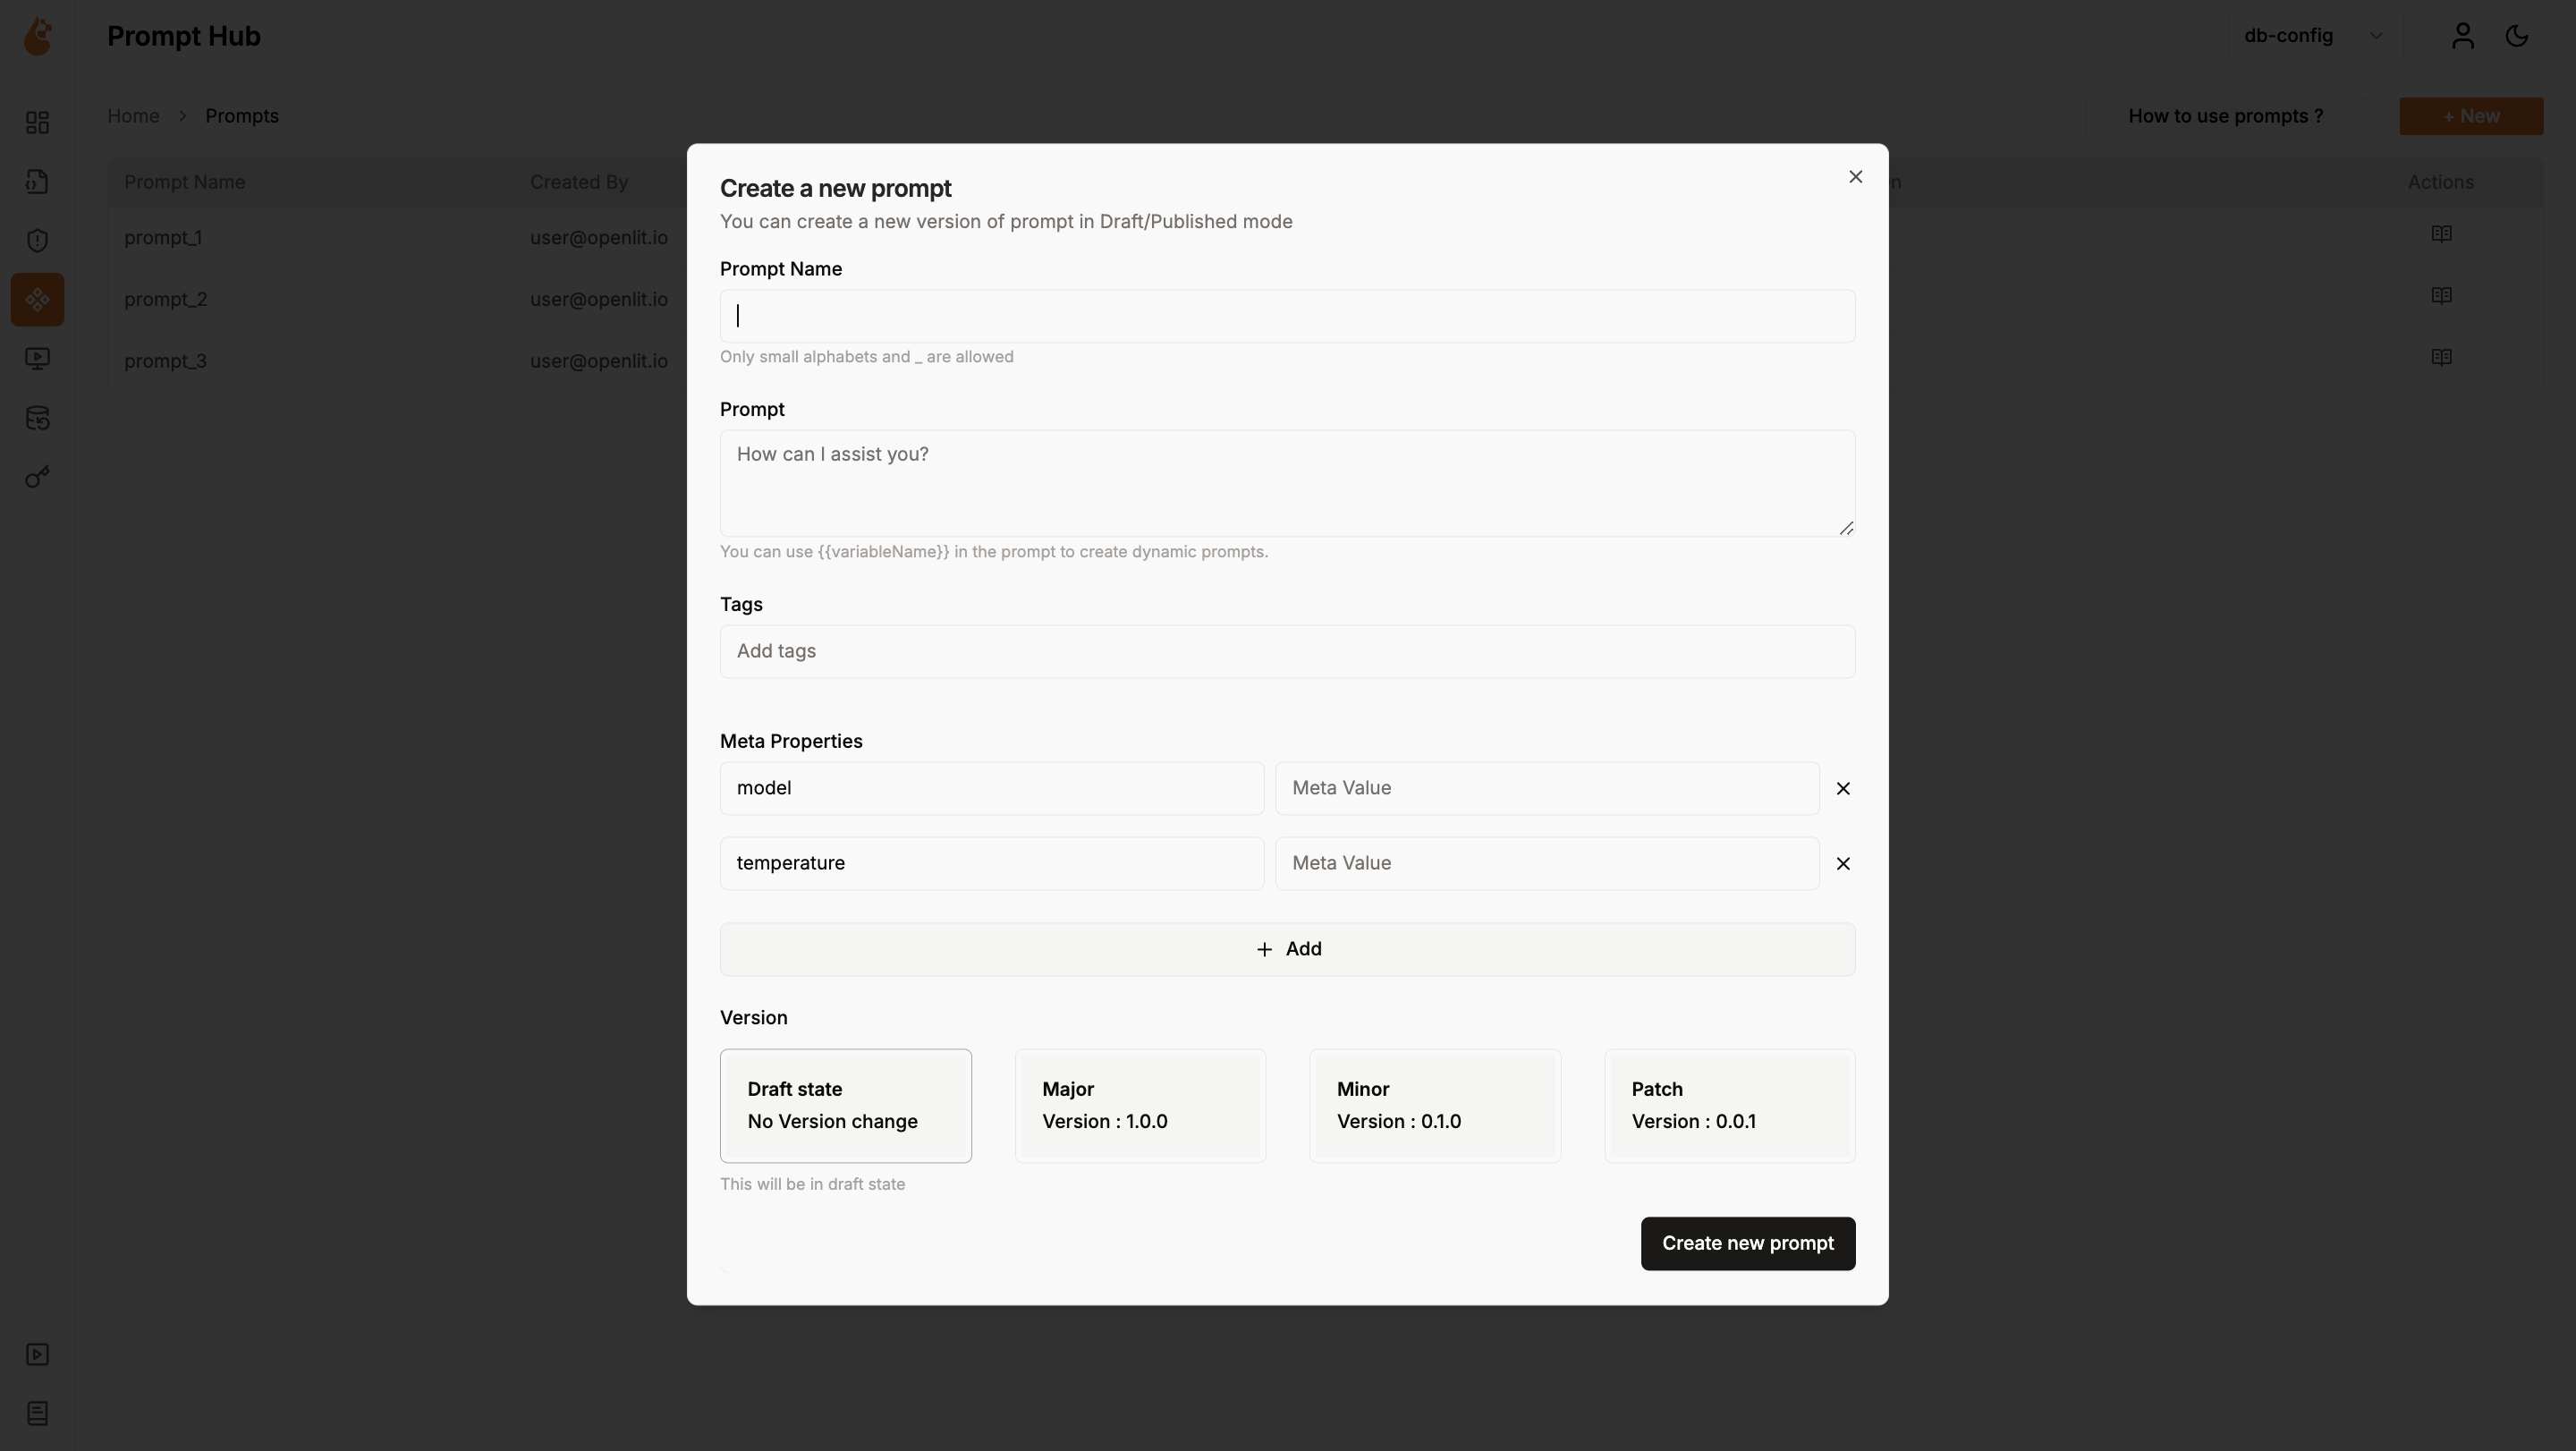 Prompt Hub
db-config
Home > Prompts
How to use prompts ?
+ New
Prompt Name
Created By
n
Actions
prompt_1
user@openlit.io
prompt_2
user@openlit.io
prompt_3
user@openlit.io
Create a new prompt
You can create a new version of prompt in Draft/Published mode
Prompt Name
Only small alphabets and _ are allowed
Prompt
How can I assist you?
You can use {{variableName}} in the prompt to create dynamic prompts.
Tags
Add tags
Meta Properties
model
Meta Value
temperature
Meta Value
+ Add
Version
Draft state
No Version change
Major
Version : 1.0.0
Minor
Version : 0.1.0
Patch
Version : 0.0.1
This will be in draft state
Create new prompt